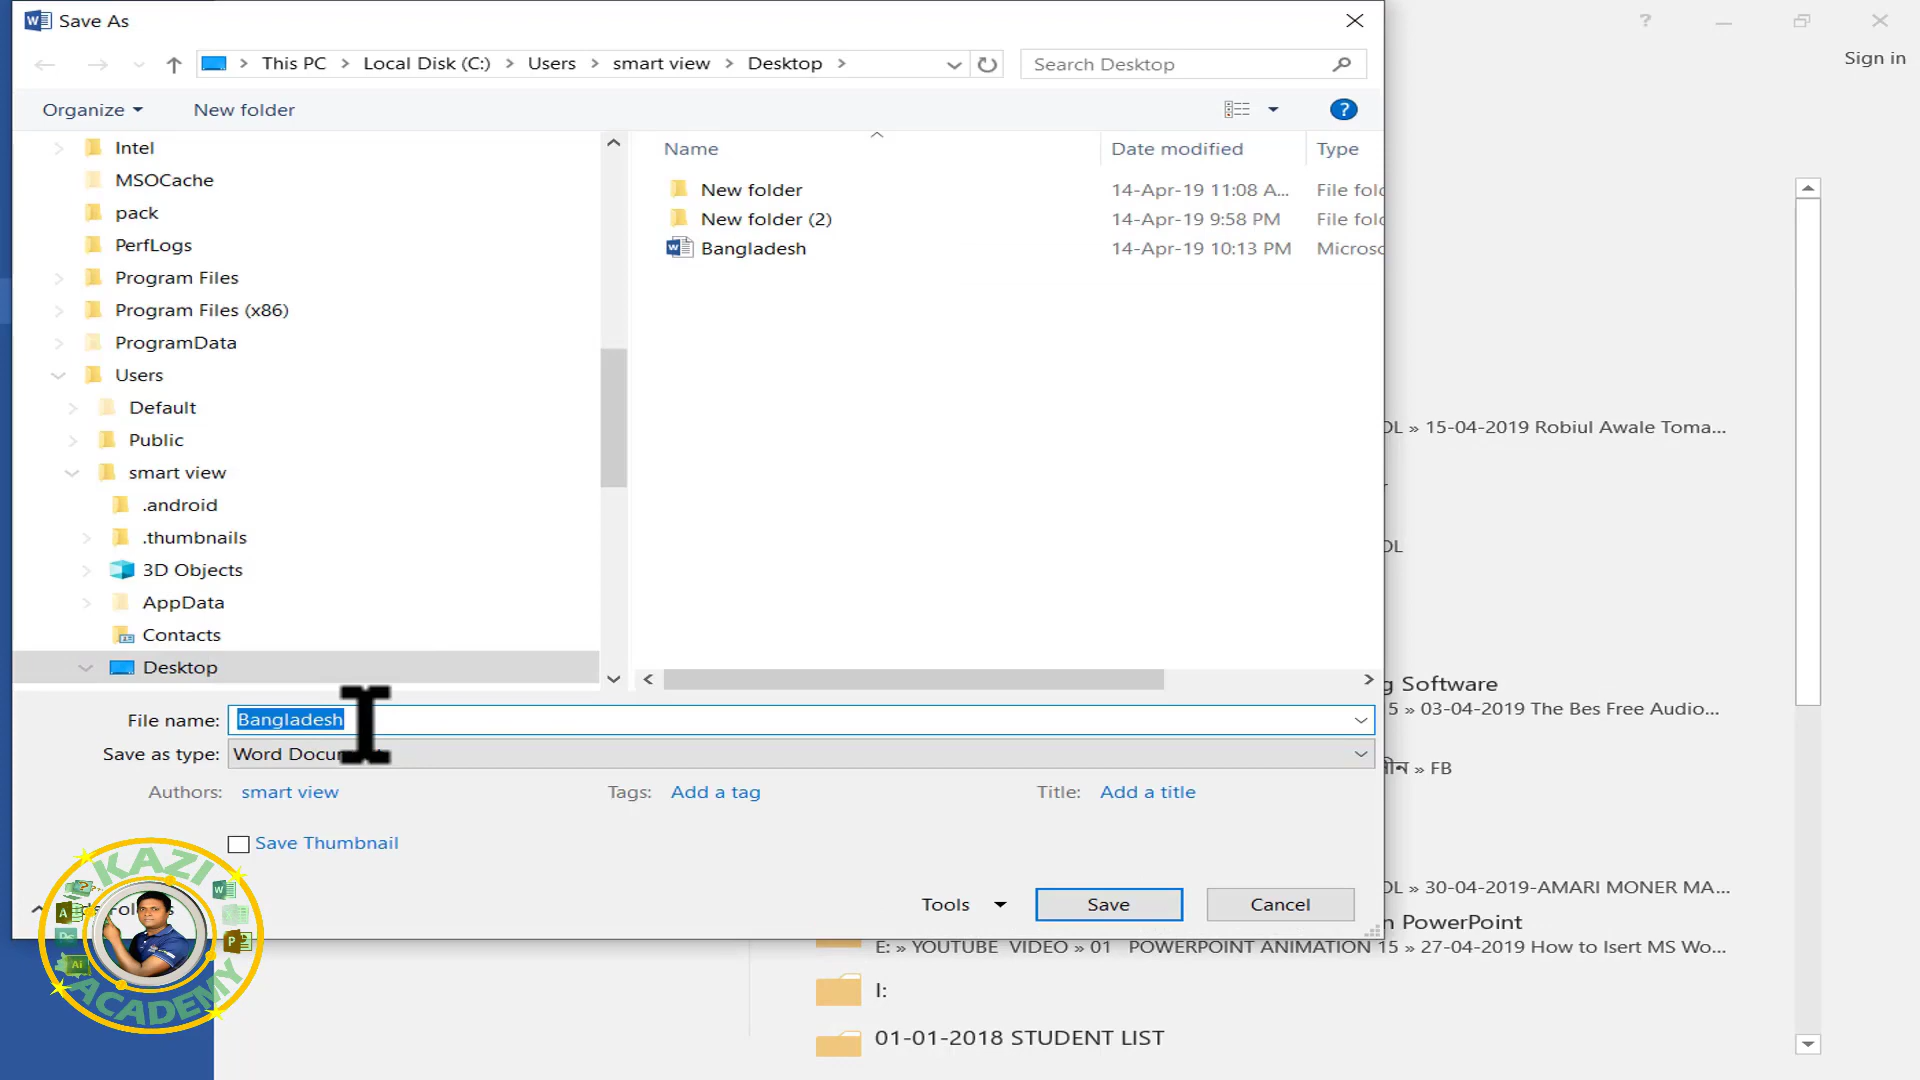 Save As
Sign in
This PC > Local Disk (C:) > Users > smart view > Desktop >
Search Desktop
Organize
New folder
Intel
MSOCache
pack
PerfLogs
Program Files
Program Files (x86)
ProgramData
Users
Default
Public
smart view
.android
.thumbnails
3D Objects
AppData
Contacts
Desktop
Name Date modified Type
New folder 14-Apr-19 11:08 A... File fold
New folder (2) 14-Apr-19 9:58 PM File fold
Bangladesh 14-Apr-19 10:13 PM Microso
File name: Bangladesh
Save as type: Word Docu
Authors: smart view
Tags: Add a tag
Title: Add a title
Save Thumbnail
Tools
Save
Cancel
OL » 15-04-2019 Robiul Awale Toma...
OL
g Software
5 » 03-04-2019 The Bes Free Audio...
» FB
OL » 30-04-2019-AMARI MONER MA...
n PowerPoint
E: » YOUTUBE VIDEO » 01 POWERPOINT ANIMATION 15 » 27-04-2019 How to Isert MS Wo...
I:
01-01-2018 STUDENT LIST
KAZI
ACADEMY